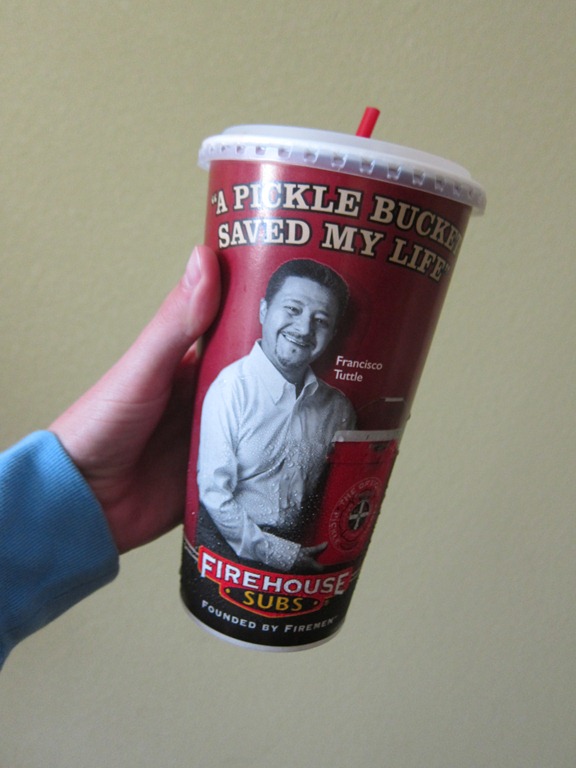 "A PICKLE BUCKET
SAVED MY LIFE"
Francisco
Tuttle
FIREHOUSE
SUBS
FOUNDED BY FIREMEN